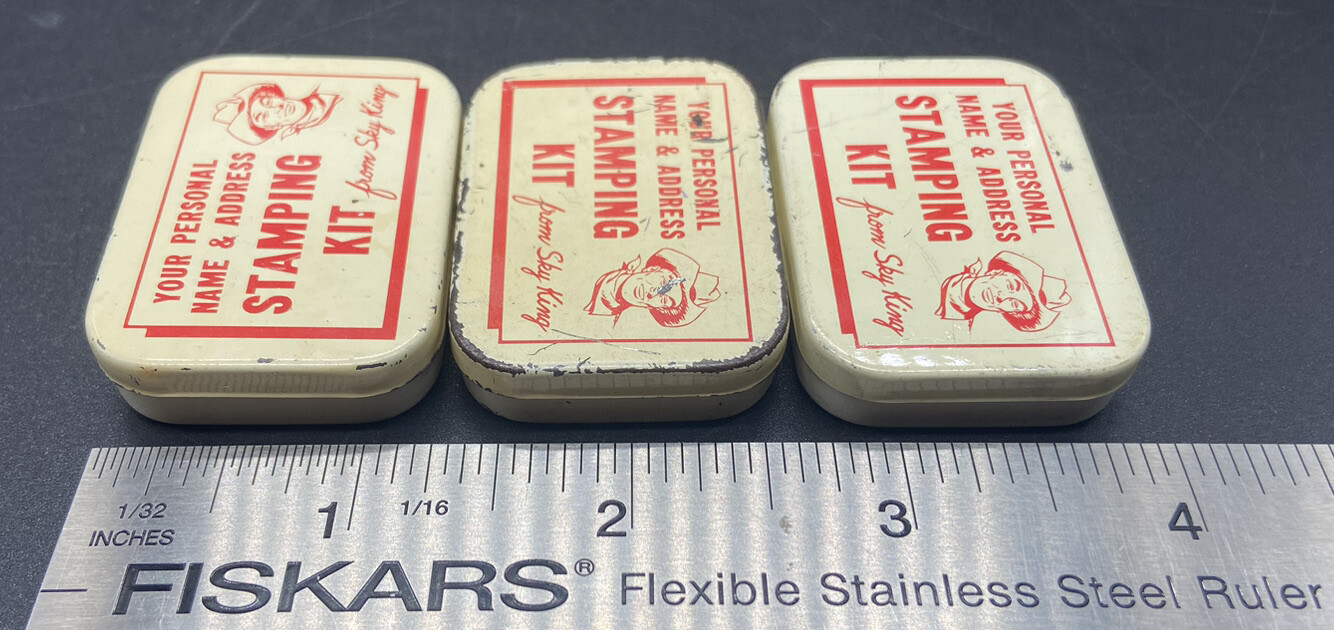 YOUR PERSONAL
NAME & ADDRESS
STAMPING
KIT from Sky King
YOUR PERSONAL
NAME & ADDRESS
STAMPING
KIT from Sky King
YOUR PERSONAL
NAME & ADDRESS
STAMPING
KIT from Sky King
1/32 1 1/16 2 3 4
INCHES
FISKARS® Flexible Stainless Steel Ruler